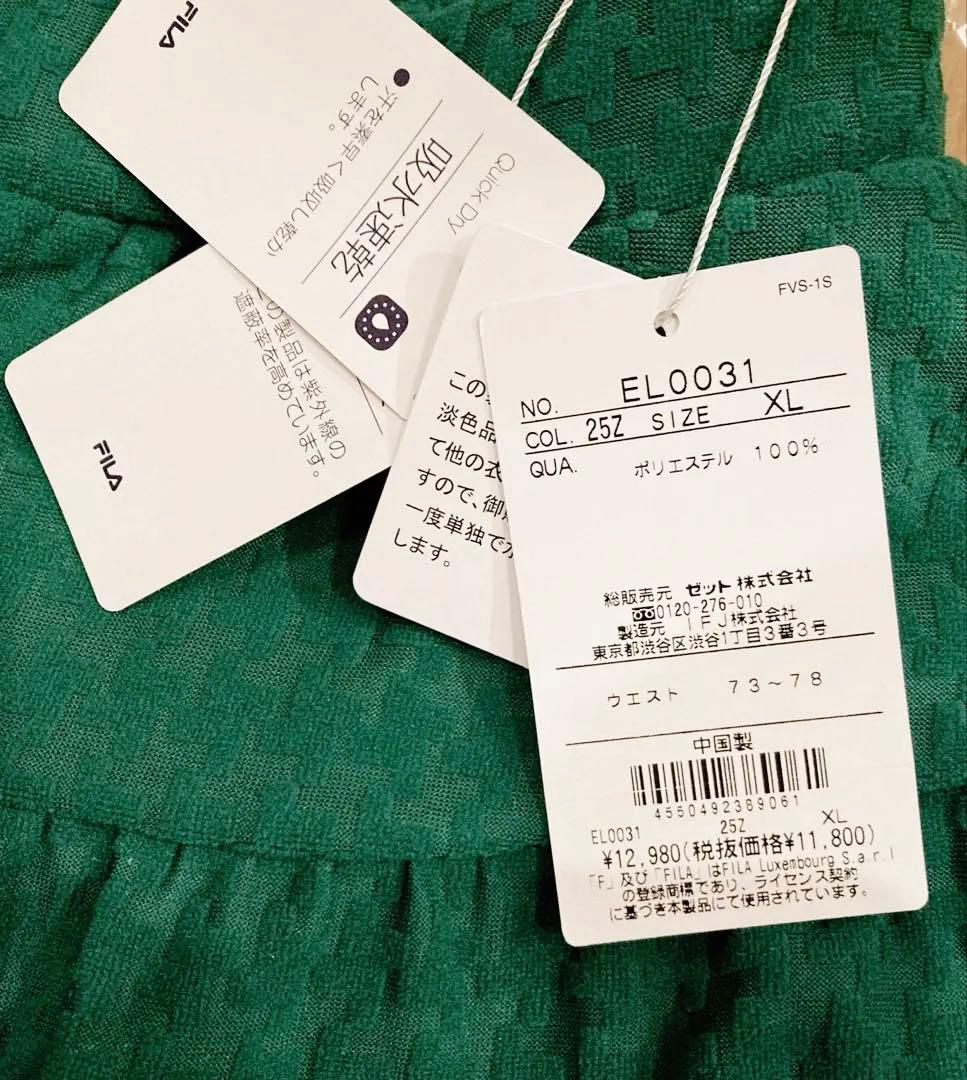 FILA
●汗を素早く吸収し乾か
します。
吸水速乾
Quick Dry
この製品は紫外線の
遮蔽率を高めています。
FILA
この
淡色品
て他の衣
すので、御
一度単独で
します。
FVS-1S
NO. EL0031
COL. 25Z SIZE XL
QUA. ポリエステル 100%
総販売元 ゼット株式会社
0120-276-010
製造元 IFJ株式会社
東京都渋谷区渋谷1丁目3番3号
ウエスト 73～78
中国製
4550492389061
EL0031 25Z XL
¥12,980(税抜価格¥11,800)
「F」及び「FILA」はFILA Luxembourg S.a.r.l
の登録商標であり、ライセンス契約
に基づき本製品にて使用されています。